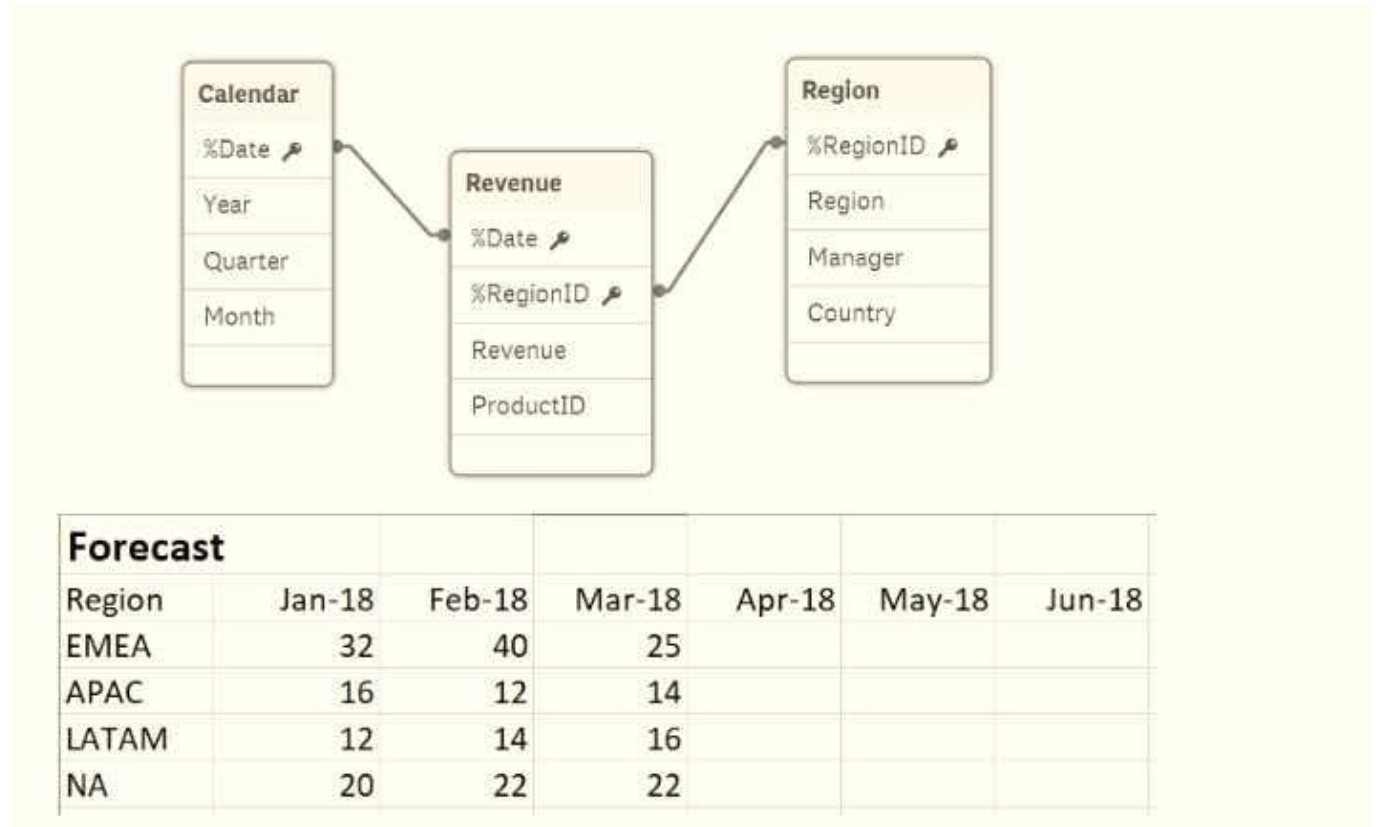 Calendar
%Date
Year
Quarter
Month
Revenue
%Date
%RegionID
Revenue
ProductID
Region
%RegionID
Region
Manager
Country
Forecast
Region Jan-18 Feb-18 Mar-18 Apr-18 May-18 Jun-18
EMEA 32 40 25
APAC 16 12 14
LATAM 12 14 16
NA 20 22 22